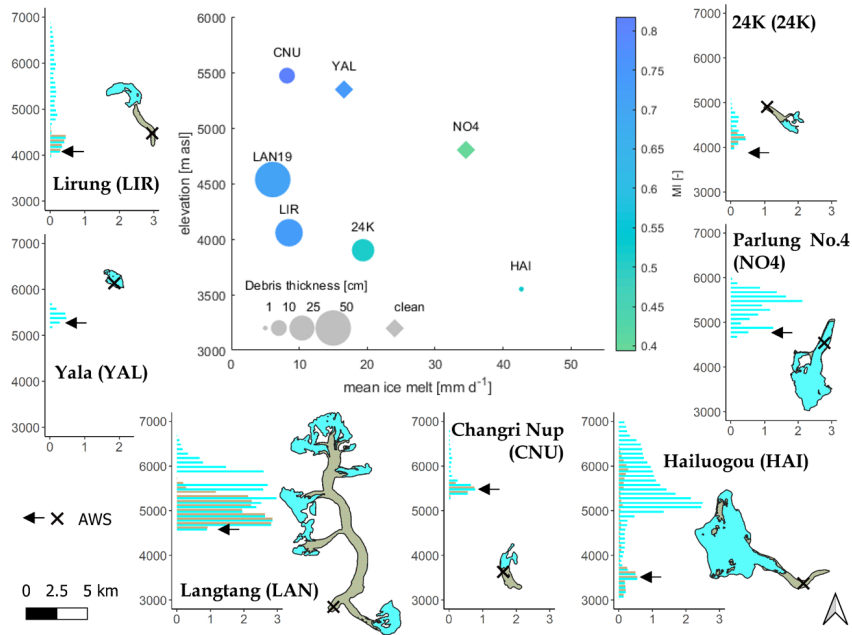 7000
6000
5000
4000
3000
0 1 2 3
Lirung (LIR)
6000
5500
5000
4500
4000
3500
3000
elevation [m asl]
CNU
YAL
NO4
LAN19
LIR
24K
HAI
Debris thickness [cm]
1 10 25 50
clean
0 10 20 30 40 50
mean ice melt [mm d⁻¹]
0.8
0.75
0.7
0.65
0.6
0.55
0.5
0.45
0.4
MI [-]
24K (24K)
7000
6000
5000
4000
3000
0 1 2 3
7000
6000
5000
4000
3000
0 2
Yala (YAL)
Parlung No.4
(NO4)
7000
6000
5000
4000
3000
0 1 2 3
AWS
0 2.5 5 km
7000
6000
5000
4000
3000
0 1 2 3
Langtang (LAN)
Changri Nup
(CNU)
7000
6000
5000
4000
3000
0 1 2
7000
6000
5000
4000
3000
0 1 2 3
Hailuogou (HAI)